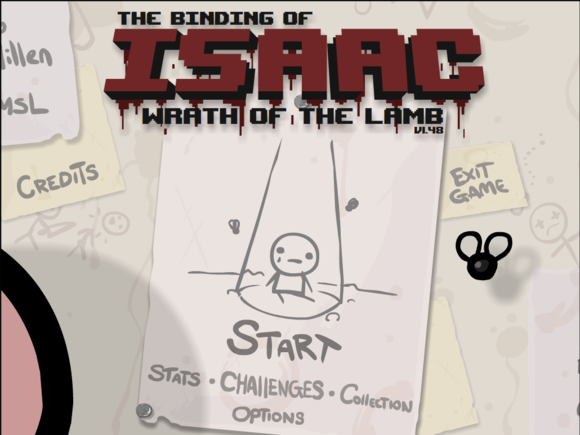 THE BINDING OF
ISAAC
WRATH OF THE LAMB
V1.48
MSL
CREDITS
EXIT
GAME
START
STATS • CHALLENGES • COLLECTION
OPTIONS